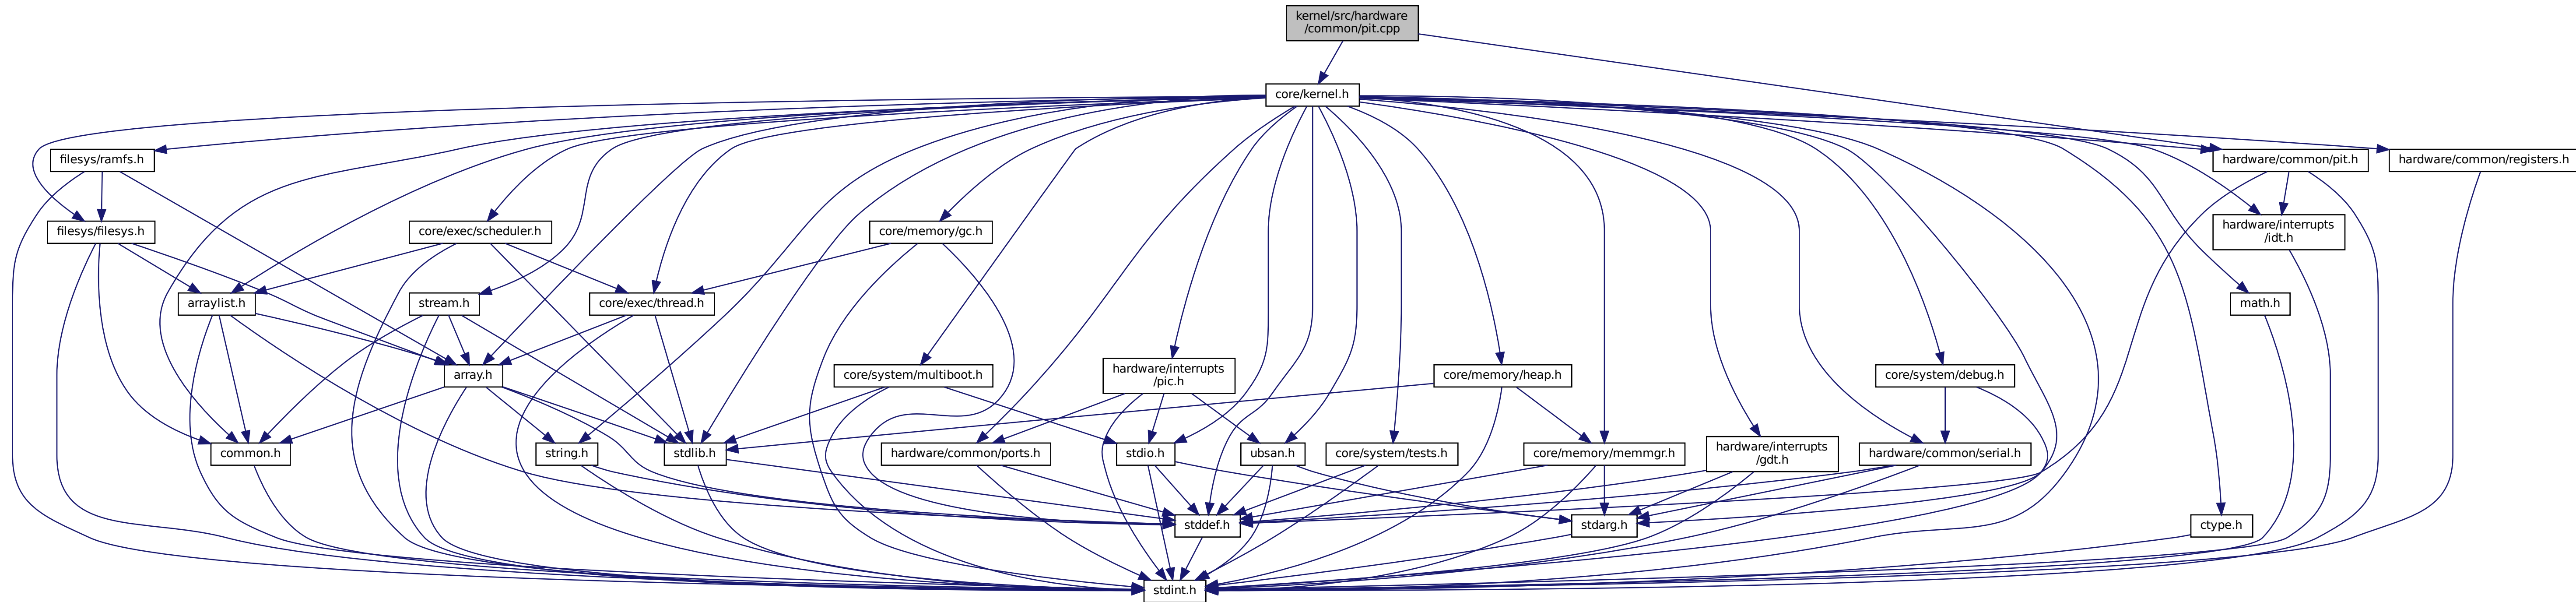 kernel/src/hardware
/common/pit.cpp
core/kernel.h
filesys/ramfs.h
hardware/common/pit.h
hardware/common/registers.h
filesys/filesys.h
core/exec/scheduler.h
core/memory/gc.h
hardware/interrupts
/idt.h
arraylist.h
stream.h
core/exec/thread.h
math.h
array.h
core/system/multiboot.h
hardware/interrupts
/pic.h
core/memory/heap.h
core/system/debug.h
common.h
string.h
stdlib.h
hardware/common/ports.h
stdio.h
ubsan.h
core/system/tests.h
core/memory/memmgr.h
hardware/interrupts
/gdt.h
hardware/common/serial.h
stddef.h
stdarg.h
ctype.h
stdint.h